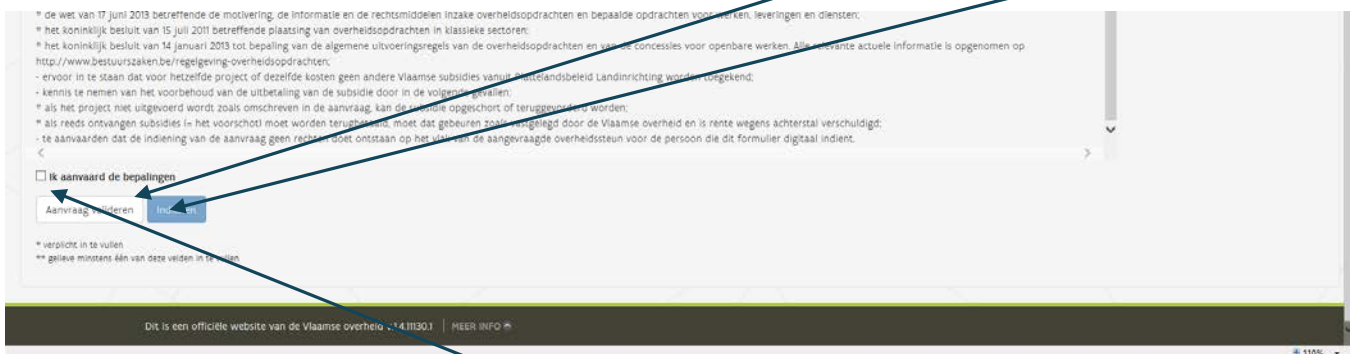 * de wet van 17 juni 2013 betreffende de motivering, de informatie en de rechtsmiddelen inzake overheidsopdrachten en bepaalde opdrachten voor werken, leveringen en diensten;
* het koninklijk besluit van 15 juli 2011 betreffende plaatsing van overheidsopdrachten in klassieke sectoren;
* het koninklijk besluit van 14 januari 2013 tot bepaling van de algemene uitvoeringsregels van de overheidsopdrachten en van de concessies voor openbare werken. Alle relevante actuele informatie is opgenomen op
http://www.bestuurszaken.be/regelgeving-overheidsopdrachten;
- ervoor in te staan dat voor hetzelfde project of dezelfde kosten geen andere Vlaamse subsidies vanuit Plattelandsbeleid Landinrichting worden toegekend;
- kennis te nemen van het voorbehoud van de uitbetaling van de subsidie door in de volgende gevallen:
* als het project niet uitgevoerd wordt zoals omschreven in de aanvraag, kan de subsidie opgeschort of teruggevorderd worden;
* als reeds ontvangen subsidies (= het voorschot) moet worden terugbetaald, moet dat gebeuren zoals vastgelegd door de Vlaamse overheid en is rente wegens achterstal verschuldigd;
- te aanvaarden dat de indiening van de aanvraag geen rechten doet ontstaan op het vlak van de aangevraagde overheidssteun voor de persoon die dit formulier digitaal indient.
Ik aanvaard de bepalingen
Aanvraag valideren Indienen
* verplicht in te vullen
** gelieve minstens één van deze velden in te vullen
Dit is een officiële website van de Vlaamse overheid v.1.4.11130.1 | MEER INFO
110%